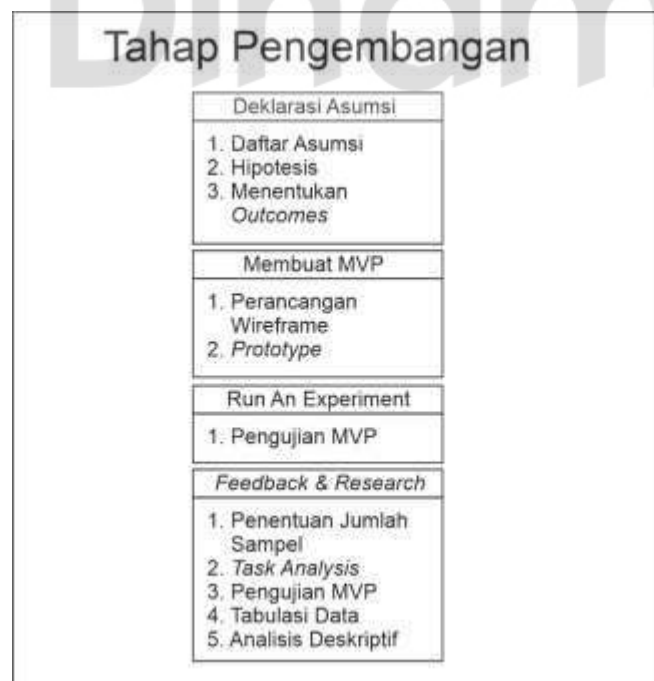 Tahap Pengembangan
Deklarasi Asumsi
1. Daftar Asumsi
2. Hipotesis
3. Menentukan
Outcomes
Membuat MVP
1. Perancangan
Wireframe
2. Prototype
Run An Experiment
1. Pengujian MVP
Feedback & Research
1. Penentuan Jumlah
Sampel
2. Task Analysis
3. Pengujian MVP
4. Tabulasi Data
5. Analisis Deskriptif